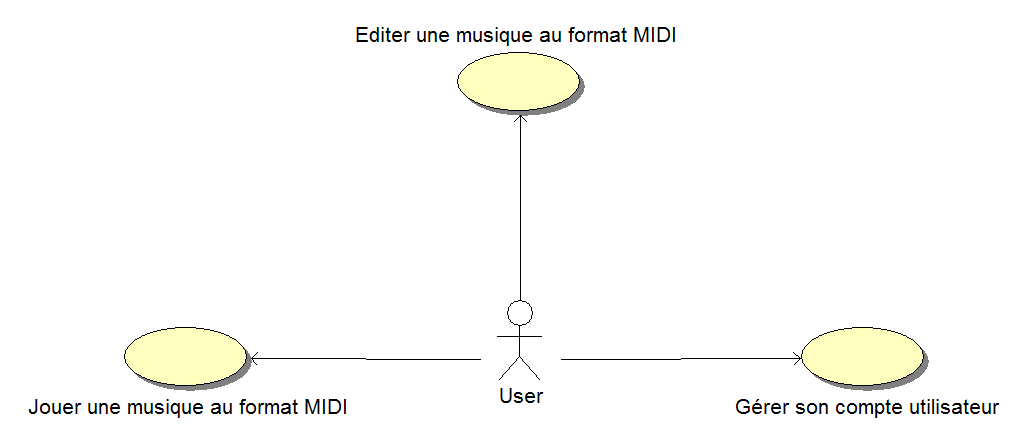 Editer une musique au format MIDI
User
Jouer une musique au format MIDI
Gérer son compte utilisateur